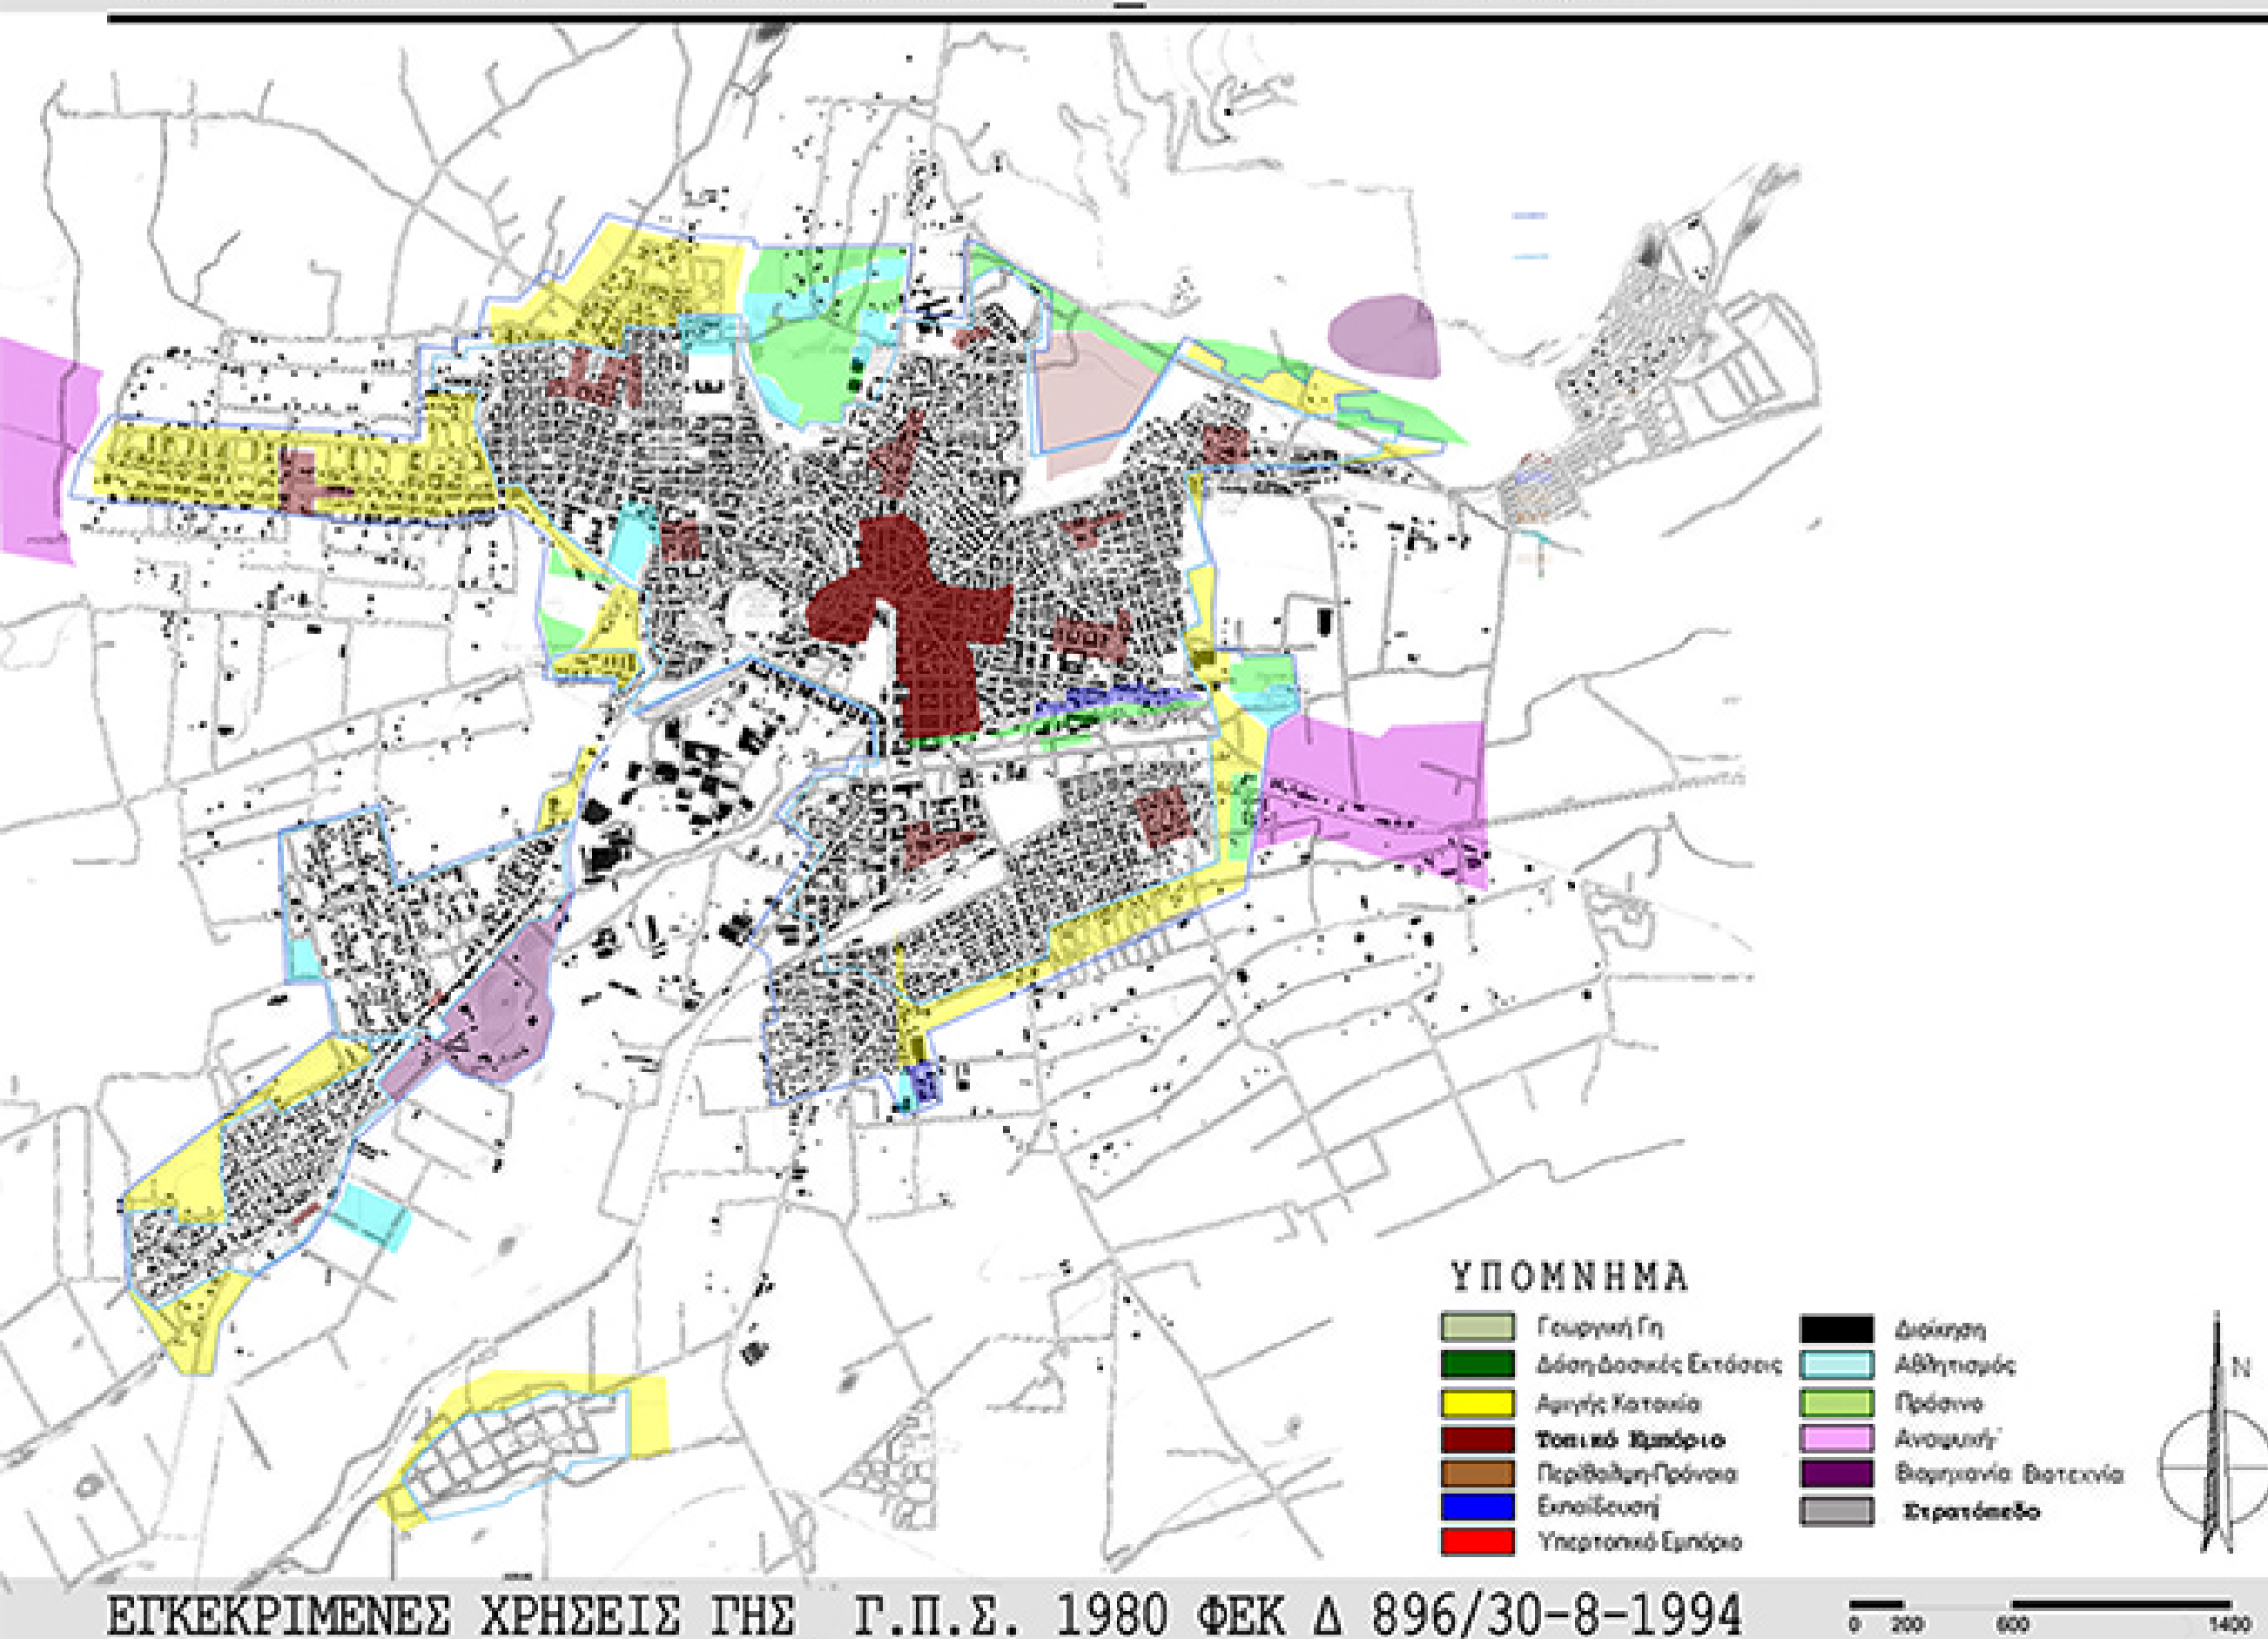 ΥΠΟΜΝΗΜΑ
Γεωργική Γη
Δάση-Δασικές Εκτάσεις
Αμιγής Κατοικία
Τοπικό Εμπόριο
Περίθαλψη-Πρόνοια
Εκπαίδευση
Υπερτοπικό Εμπόριο
Διοίκηση
Αθλητισμός
Πράσινο
Αναψυχή
Βιομηχανία Βιοτεχνία
Στρατόπεδο
N
ΕΓΚΕΚΡΙΜΕΝΕΣ ΧΡΗΣΕΙΣ ΓΗΣ Γ.Π.Σ. 1980 ΦΕΚ Δ 896/30-8-1994
0 200 600 1400